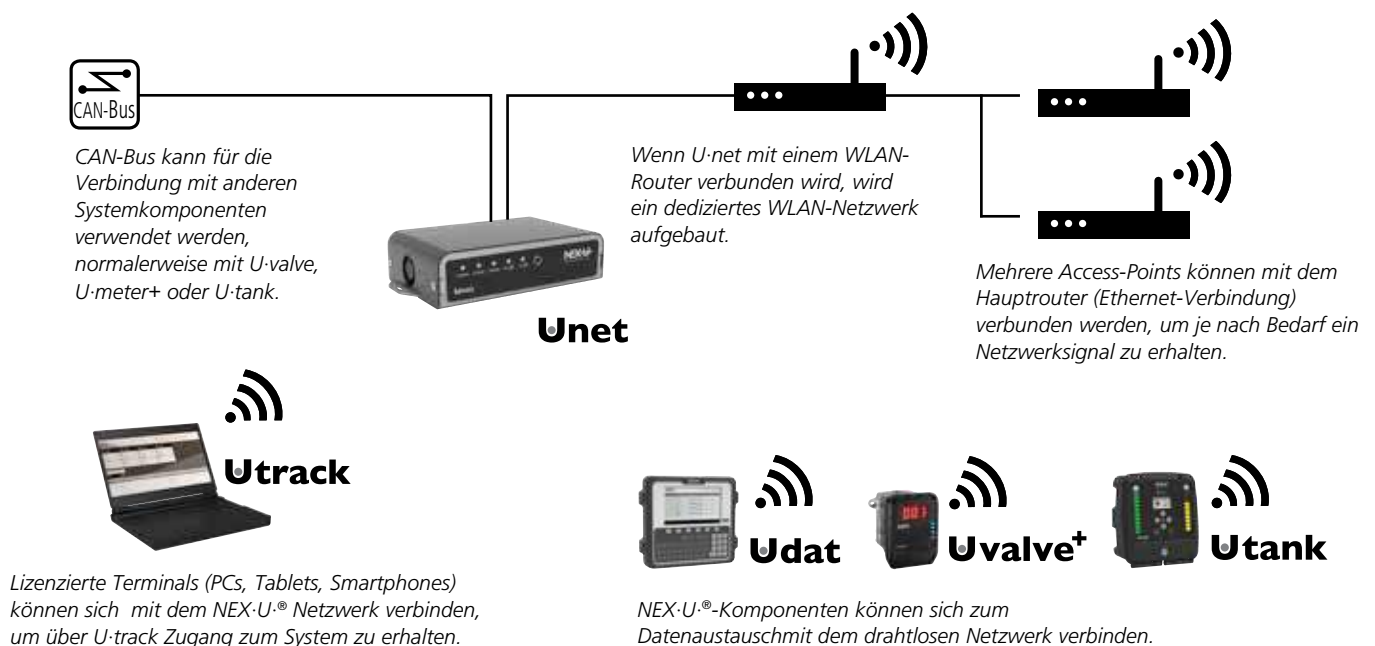 CAN-Bus
CAN-Bus kann für die
Verbindung mit anderen
Systemkomponenten
verwendet werden,
normalerweise mit U·valve,
U·meter+ oder U·tank.
NEX·U·
Unet
Wenn U·net mit einem WLAN-
Router verbunden wird, wird
ein dediziertes WLAN-Netzwerk
aufgebaut.
Mehrere Access-Points können mit dem
Hauptrouter (Ethernet-Verbindung)
verbunden werden, um je nach Bedarf ein
Netzwerksignal zu erhalten.
Utrack
Lizenzierte Terminals (PCs, Tablets, Smartphones)
können sich  mit dem NEX·U·® Netzwerk verbinden,
um über U·track Zugang zum System zu erhalten.
Udat
001
Uvalve+
Utank
NEX·U·®-Komponenten können sich zum
Datenaustauschmit dem drahtlosen Netzwerk verbinden.